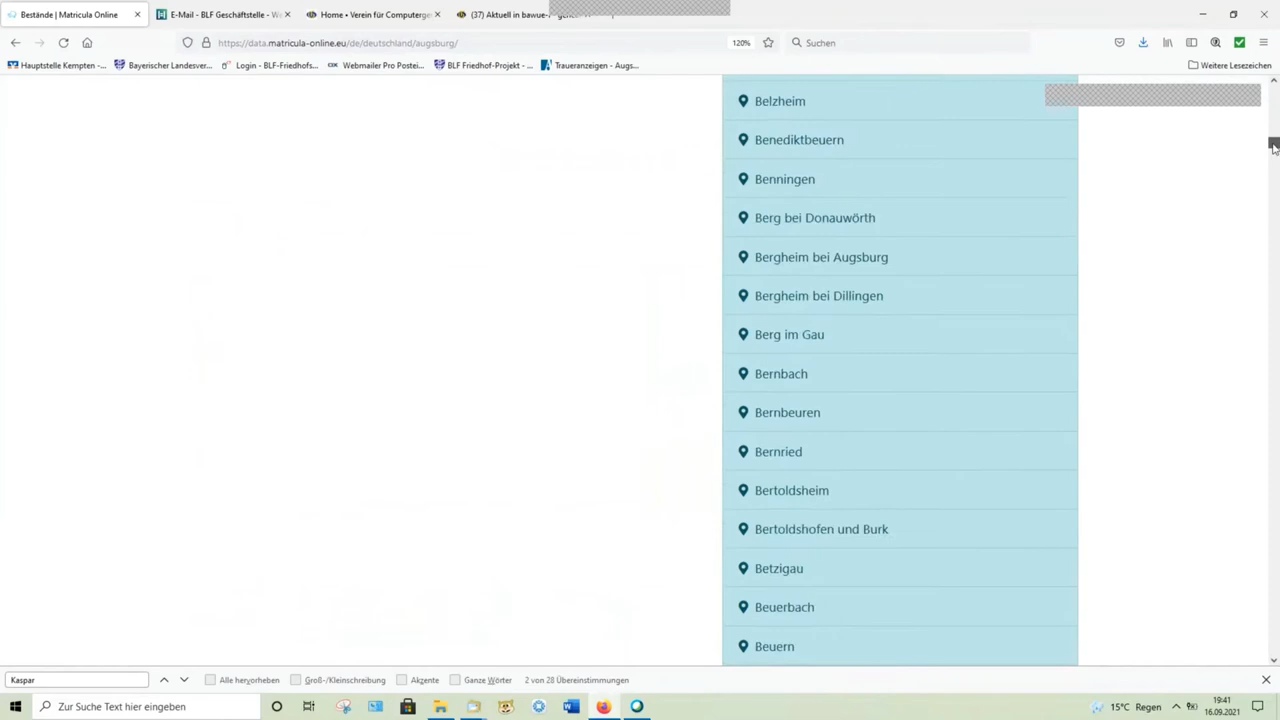 Bestände | Matricula Online
E-Mail - BLF Geschäftstelle - W
Home • Verein für Computerge
(37) Aktuell in bawue-
https://data.matricula-online.eu/de/deutschland/augsburg/
120%
Suchen
Hauptstelle Kempten -...
Bayerischer Landesver...
Login - BLF-Friedhofs...
Webmailer Pro Postei...
BLF Friedhof-Projekt - ...
Traueranzeigen - Augs...
Weitere Lesezeichen
Belzheim
Benediktbeuern
Benningen
Berg bei Donauwörth
Bergheim bei Augsburg
Bergheim bei Dillingen
Berg im Gau
Bernbach
Bernbeuren
Bernried
Bertoldsheim
Bertoldshofen und Burk
Betzigau
Beuerbach
Beuern
Kaspar
Alle hervorheben
Groß-/Kleinschreibung
Akzente
Ganze Wörter
2 von 28 Übereinstimmungen
Zur Suche Text hier eingeben
15°C Regen
19:41
16.09.2021